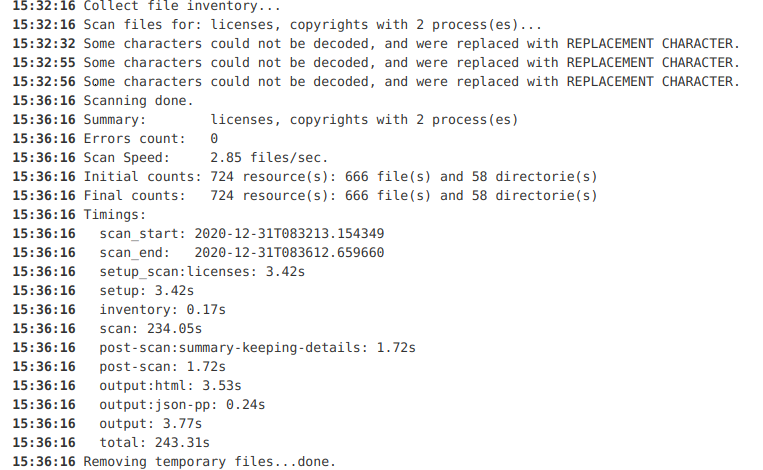 15:32:16 Collect file inventory...
15:32:16 Scan files for: licenses, copyrights with 2 process(es)...
15:32:32 Some characters could not be decoded, and were replaced with REPLACEMENT CHARACTER.
15:32:55 Some characters could not be decoded, and were replaced with REPLACEMENT CHARACTER.
15:32:56 Some characters could not be decoded, and were replaced with REPLACEMENT CHARACTER.
15:36:16 Scanning done.
15:36:16 Summary:        licenses, copyrights with 2 process(es)
15:36:16 Errors count:   0
15:36:16 Scan Speed:     2.85 files/sec.
15:36:16 Initial counts: 724 resource(s): 666 file(s) and 58 directorie(s)
15:36:16 Final counts:   724 resource(s): 666 file(s) and 58 directorie(s)
15:36:16 Timings:
15:36:16   scan_start: 2020-12-31T083213.154349
15:36:16   scan_end:   2020-12-31T083612.659660
15:36:16   setup_scan:licenses: 3.42s
15:36:16   setup: 3.42s
15:36:16   inventory: 0.17s
15:36:16   scan: 234.05s
15:36:16   post-scan:summary-keeping-details: 1.72s
15:36:16   post-scan: 1.72s
15:36:16   output:html: 3.53s
15:36:16   output:json-pp: 0.24s
15:36:16   output: 3.77s
15:36:16   total: 243.31s
15:36:16 Removing temporary files...done.